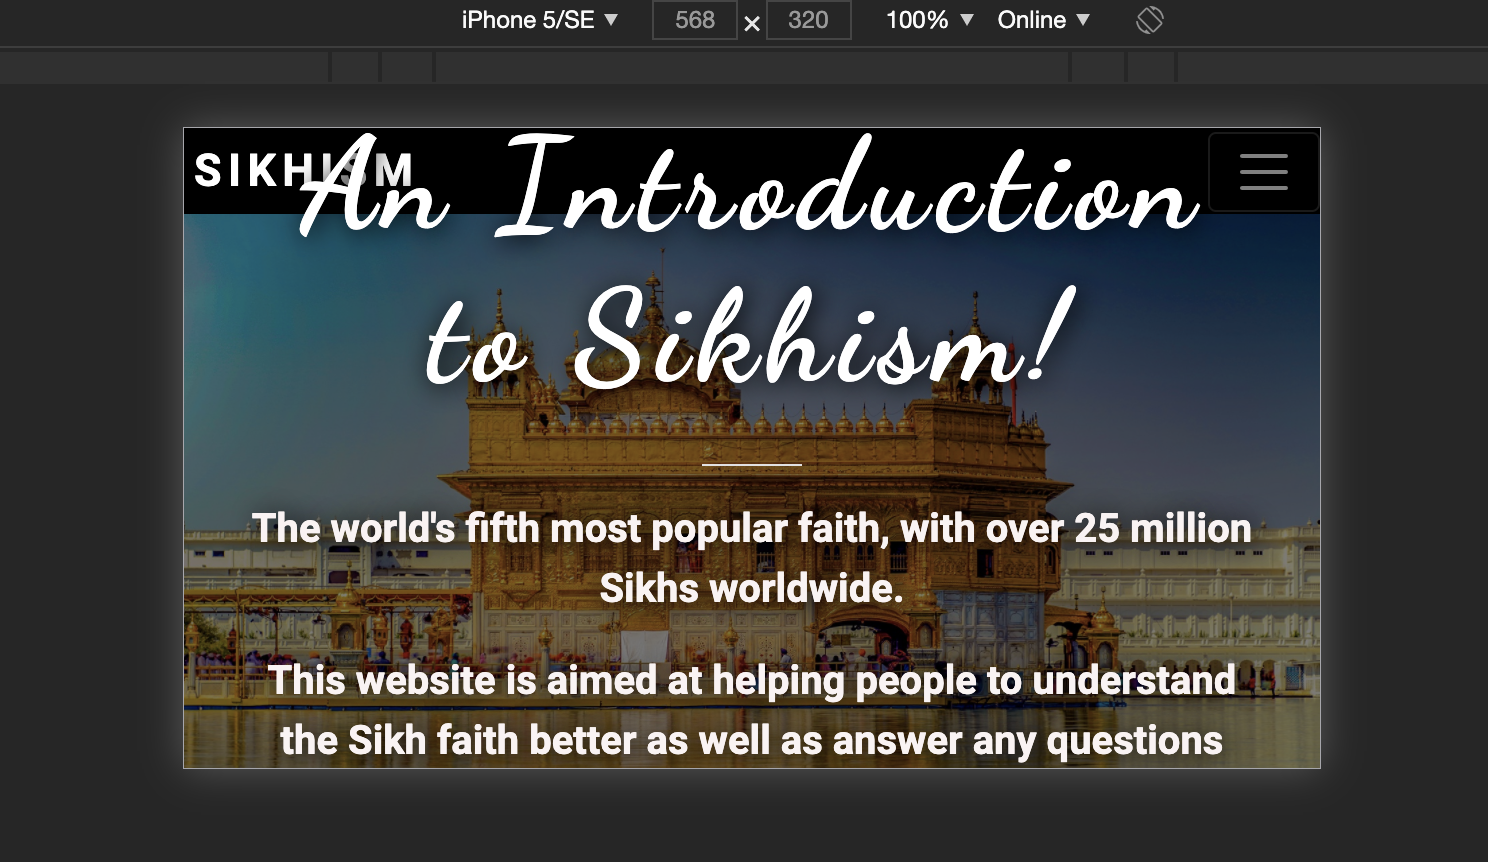 iPhone 5/SE ▼ 568 × 320 100% ▼ Online ▼
SIKHISM
An Introduction
to Sikhism!
The world's fifth most popular faith, with over 25 million
Sikhs worldwide.
This website is aimed at helping people to understand
the Sikh faith better as well as answer any questions